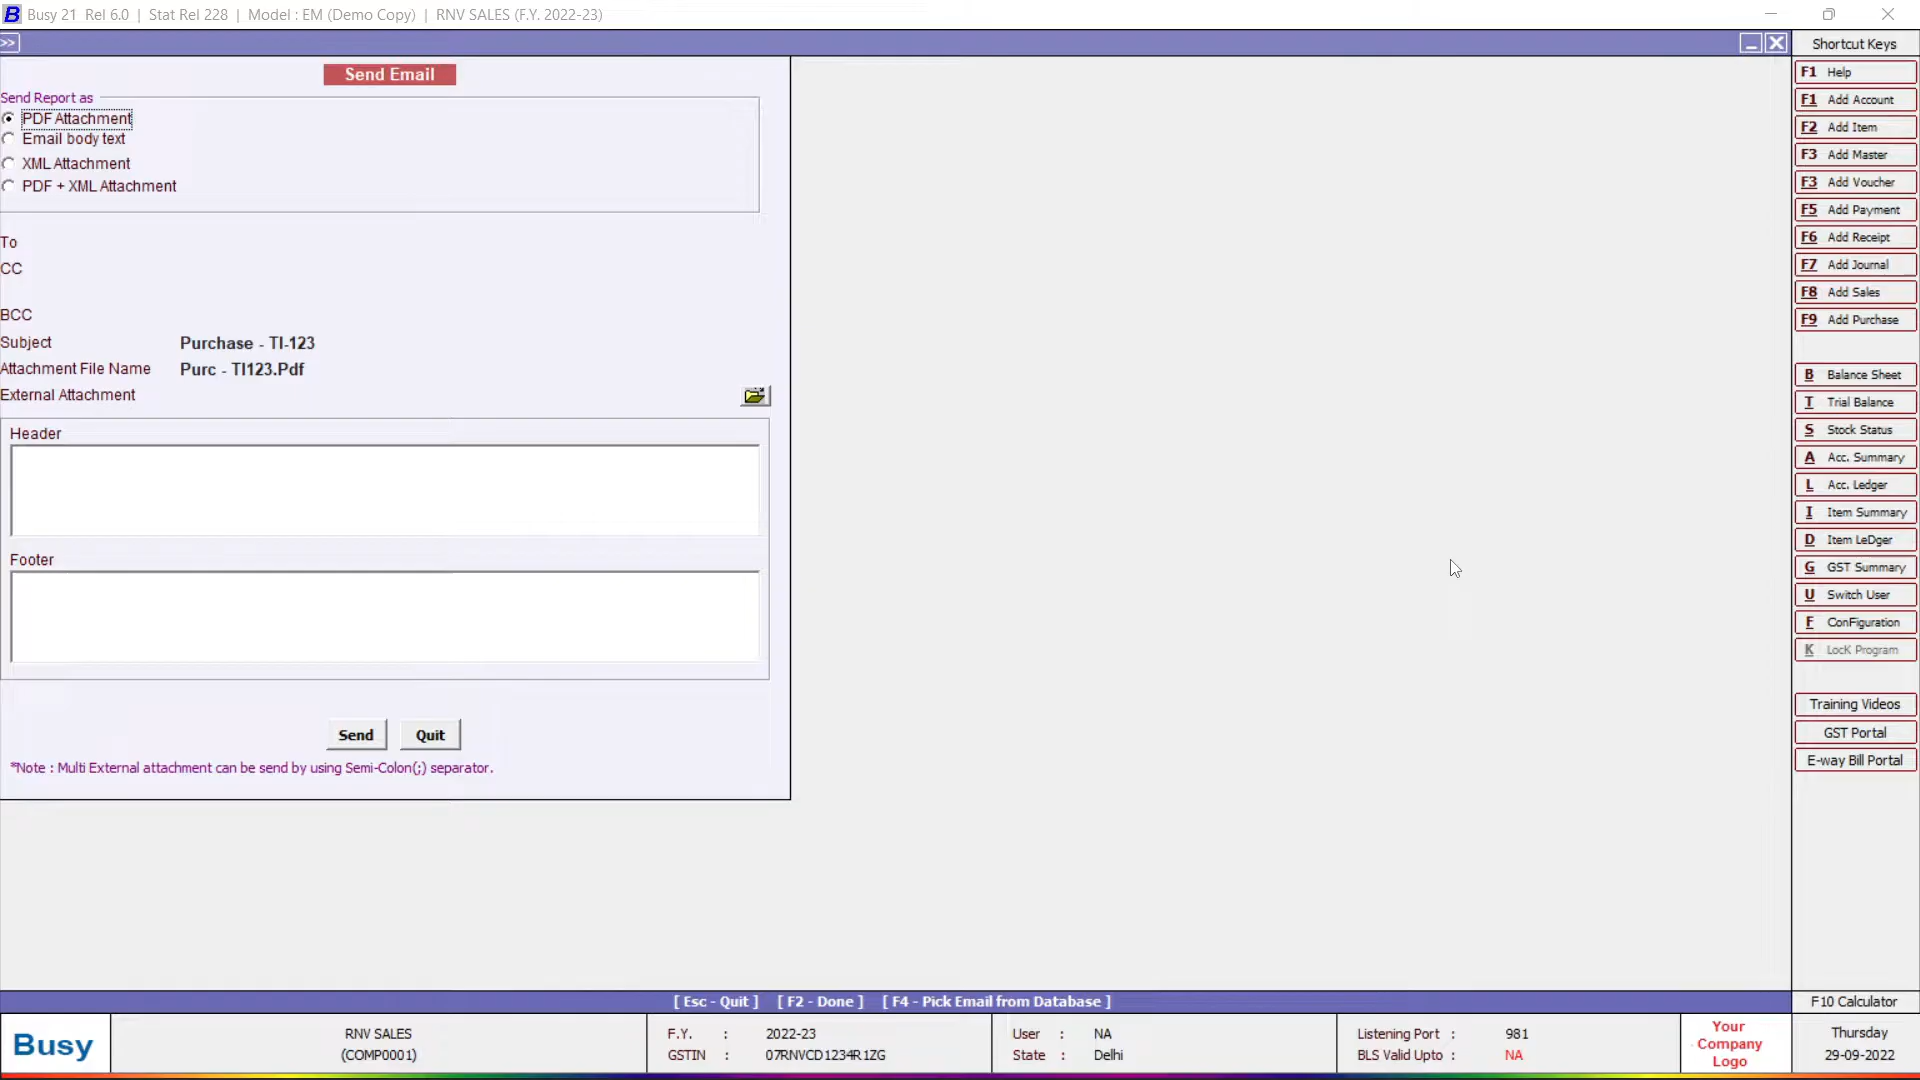 Busy 21 Rel 6.0 | Stat Rel 228 | Model : EM (Demo Copy) | RNV SALES (F.Y. 2022-23)
>>
Send Email
Send Report as
PDF Attachment
Email body text
XML Attachment
PDF + XML Attachment
To
CC
BCC
Subject Purchase - TI-123
Attachment File Name Purc - TI123.Pdf
External Attachment
Header
Footer
Send Quit
*Note : Multi External attachment can be send by using Semi-Colon(;) separator.
Shortcut Keys
F1 Help
F1 Add Account
F2 Add Item
F3 Add Master
F3 Add Voucher
F5 Add Payment
F6 Add Receipt
F7 Add Journal
F8 Add Sales
F9 Add Purchase
B Balance Sheet
T Trial Balance
S Stock Status
A Acc. Summary
L Acc. Ledger
I Item Summary
D Item LeDger
G GST Summary
U Switch User
F ConFiguration
K LocK Program
Training Videos
GST Portal
E-way Bill Portal
[ Esc - Quit ] [ F2 - Done ] [ F4 - Pick Email from Database ]
F10 Calculator
Busy
RNV SALES
(COMP0001)
F.Y. : 2022-23
GSTIN : 07RNVCD1234R1ZG
User : NA
State : Delhi
Listening Port : 981
BLS Valid Upto : NA
Your
Company
Logo
Thursday
29-09-2022